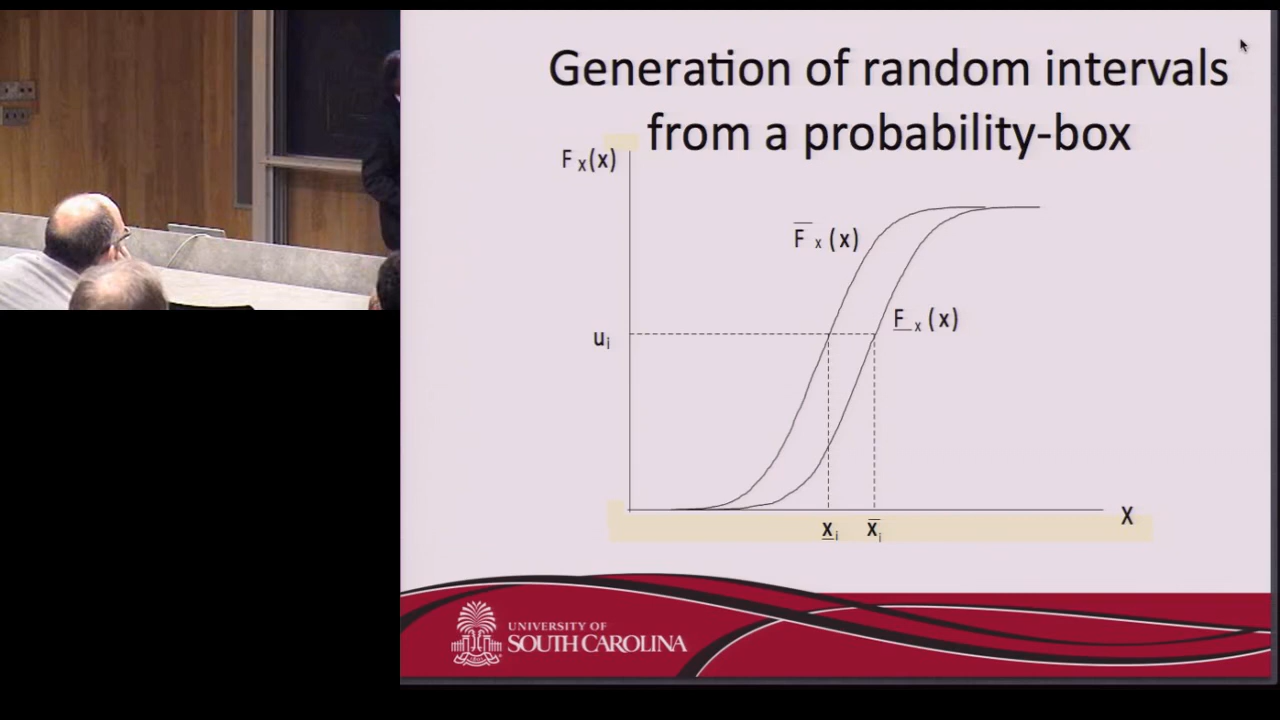 Generation of random intervals
from a probability-box
F x(x)
F̅ x (x)
F̲ x (x)
u i
x̲ i
x̅ i
X
UNIVERSITY OF
SOUTH CAROLINA